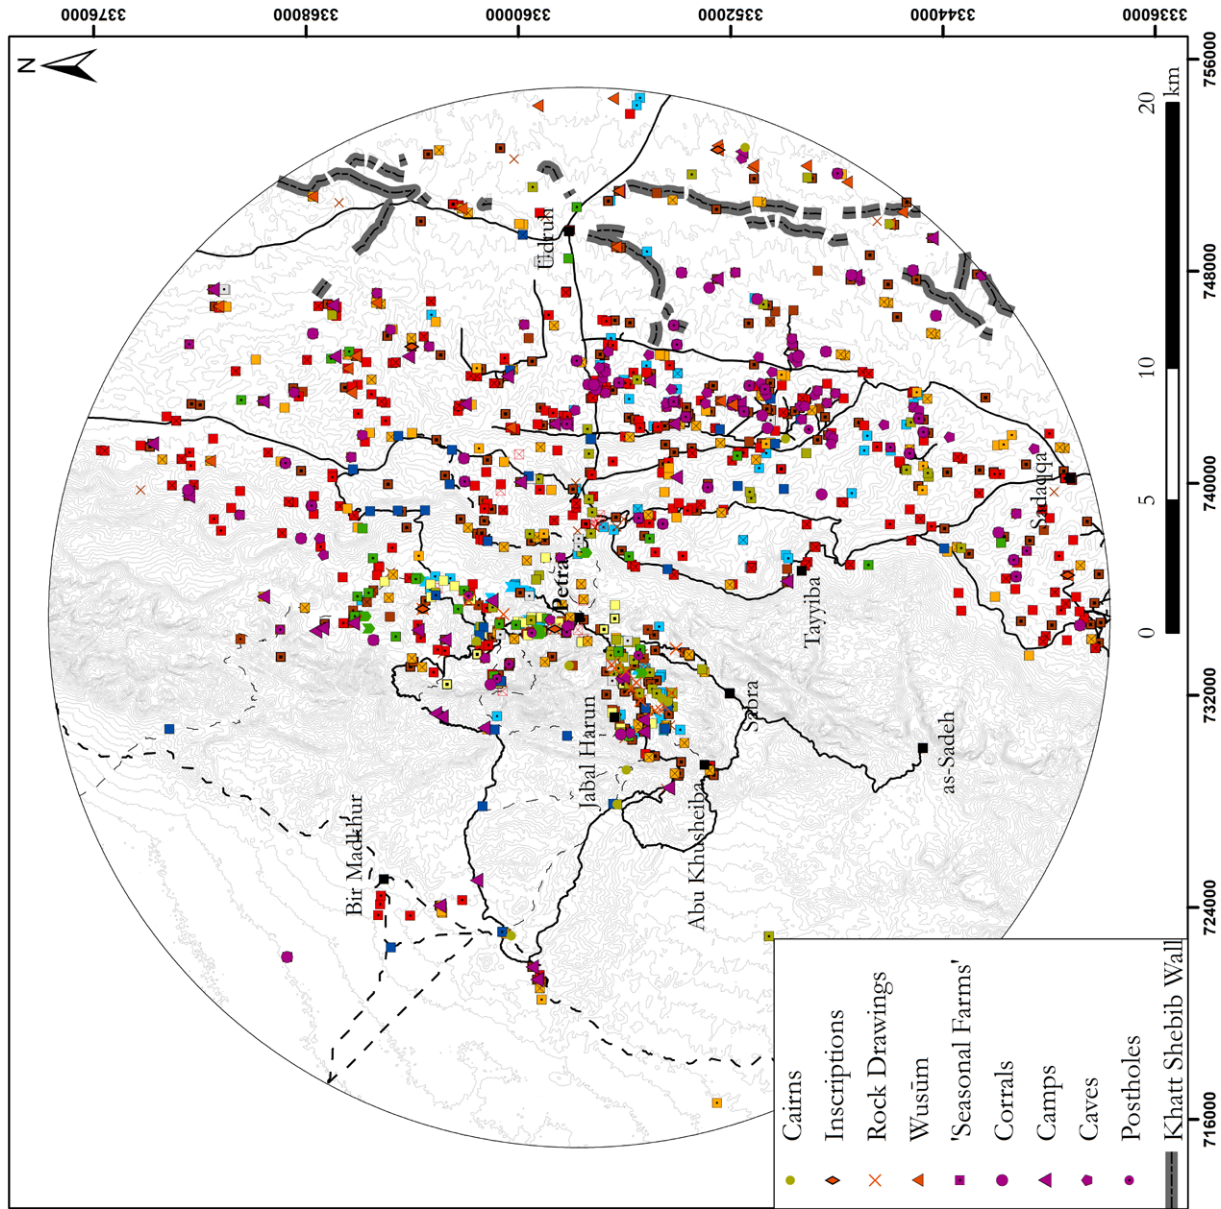 3376000
3368000
3360000
3352000
3344000
3336000
N
756000
748000
740000
732000
724000
716000
20
km
10
5
0
Udruh
Sadaqqa
Petra
Tayyiba
Jabal Harun
Sabra
as-Sadeh
Bir Madkhur
Abu Khusheiba
Cairns
Inscriptions
Rock Drawings
Wusūm
'Seasonal Farms'
Corrals
Camps
Caves
Postholes
Khatt Shebib Wall